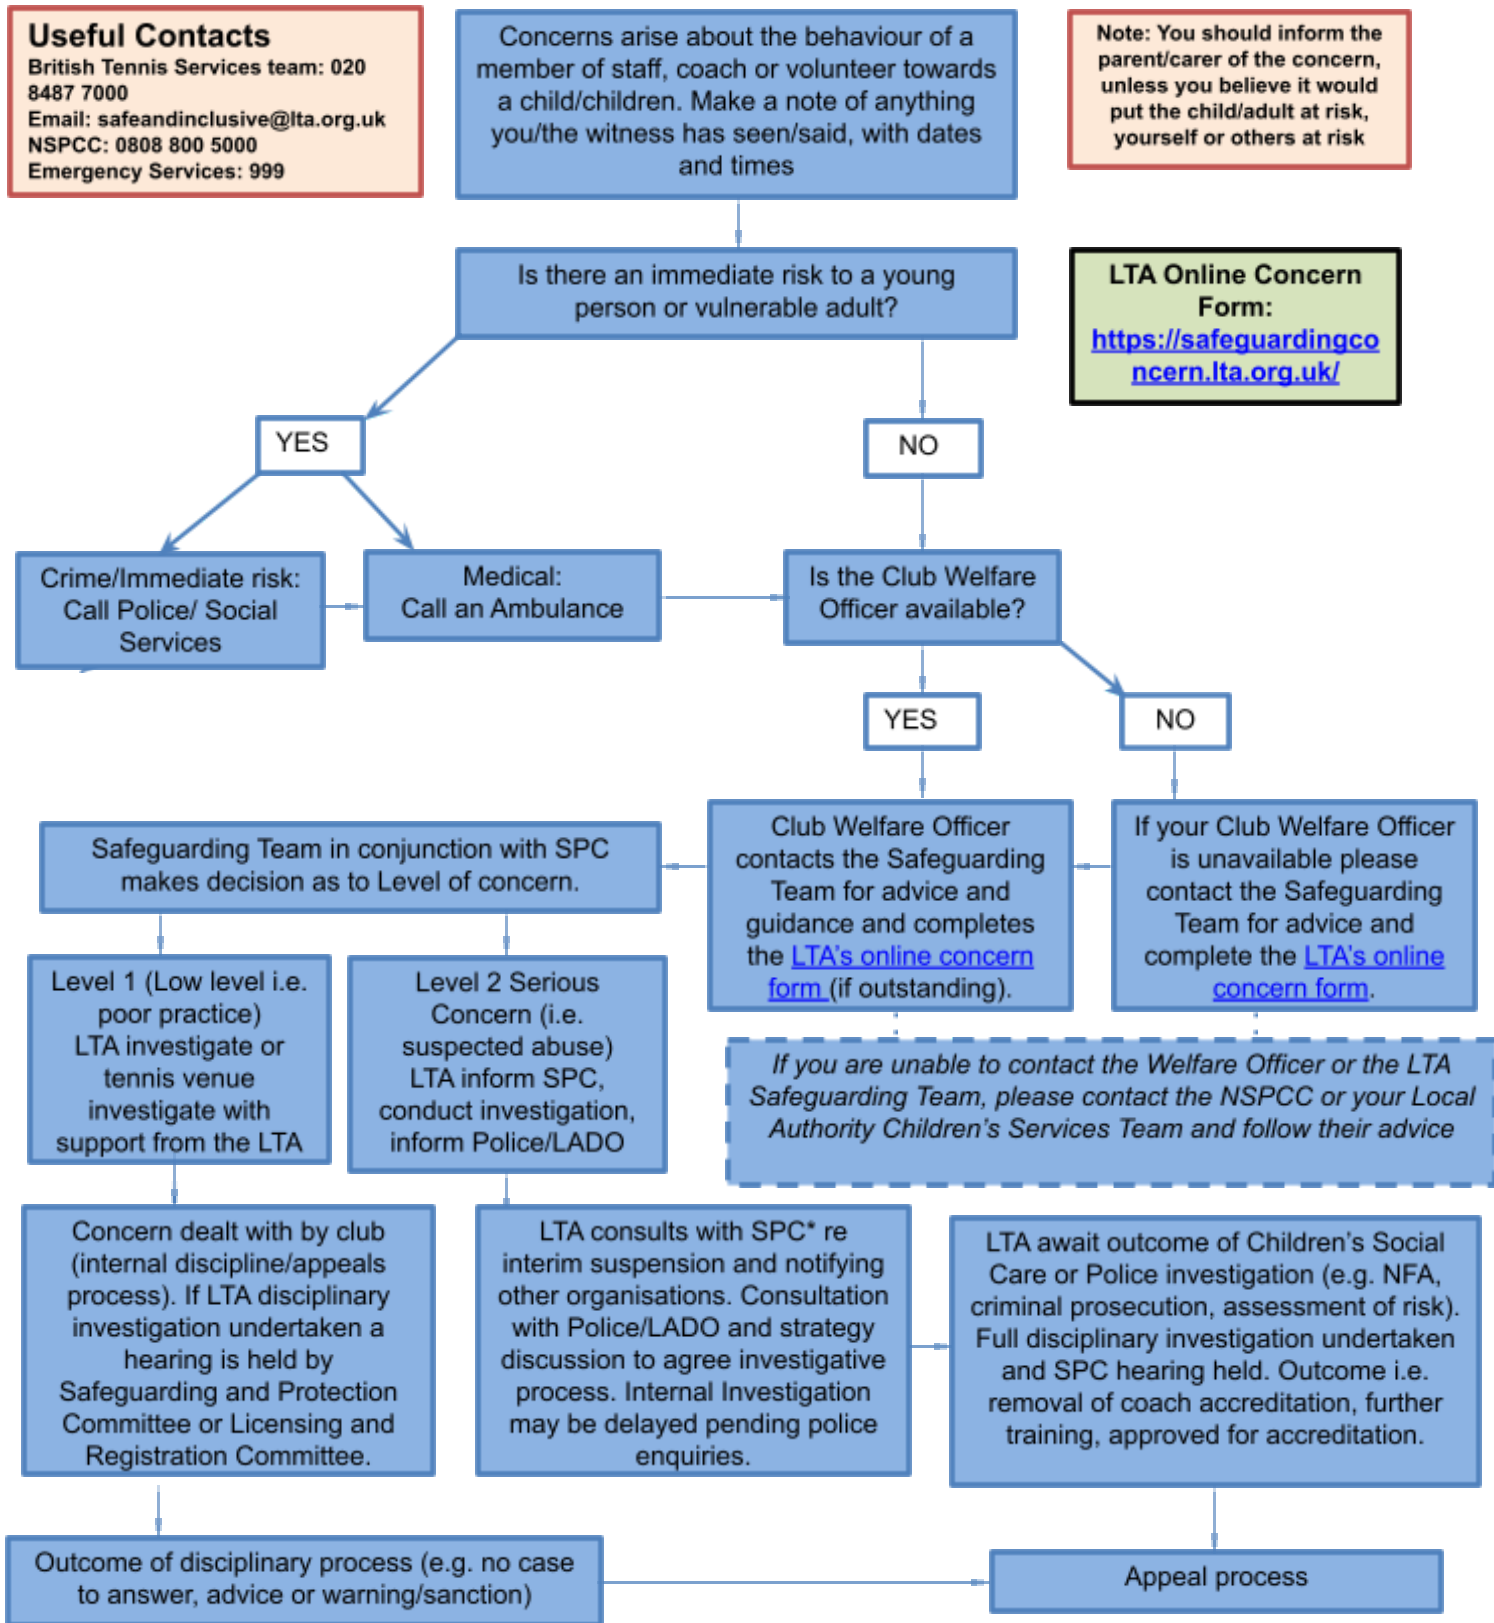 Useful Contacts
British Tennis Services team: 020
8487 7000
Email: safeandinclusive@lta.org.uk
NSPCC: 0808 800 5000
Emergency Services: 999
Concerns arise about the behaviour of a
member of staff, coach or volunteer towards
a child/children. Make a note of anything
you/the witness has seen/said, with dates
and times
Note: You should inform the
parent/carer of the concern,
unless you believe it would
put the child/adult at risk,
yourself or others at risk
Is there an immediate risk to a young
person or vulnerable adult?
LTA Online Concern
Form:
https://safeguardingco
ncern.lta.org.uk/
YES
NO
Crime/Immediate risk:
Call Police/ Social
Services
Medical:
Call an Ambulance
Is the Club Welfare
Officer available?
YES
NO
Safeguarding Team in conjunction with SPC
makes decision as to Level of concern.
Club Welfare Officer
contacts the Safeguarding
Team for advice and
guidance and completes
the LTA's online concern
form (if outstanding).
If your Club Welfare Officer
is unavailable please
contact the Safeguarding
Team for advice and
complete the LTA's online
concern form.
Level 1 (Low level i.e.
poor practice)
LTA investigate or
tennis venue
investigate with
support from the LTA
Level 2 Serious
Concern (i.e.
suspected abuse)
LTA inform SPC,
conduct investigation,
inform Police/LADO
If you are unable to contact the Welfare Officer or the LTA
Safeguarding Team, please contact the NSPCC or your Local
Authority Children's Services Team and follow their advice
Concern dealt with by club
(internal discipline/appeals
process). If LTA disciplinary
investigation undertaken a
hearing is held by
Safeguarding and Protection
Committee or Licensing and
Registration Committee.
LTA consults with SPC* re
interim suspension and notifying
other organisations. Consultation
with Police/LADO and strategy
discussion to agree investigative
process. Internal Investigation
may be delayed pending police
enquiries.
LTA await outcome of Children's Social
Care or Police investigation (e.g. NFA,
criminal prosecution, assessment of risk).
Full disciplinary investigation undertaken
and SPC hearing held. Outcome i.e.
removal of coach accreditation, further
training, approved for accreditation.
Outcome of disciplinary process (e.g. no case
to answer, advice or warning/sanction)
Appeal process